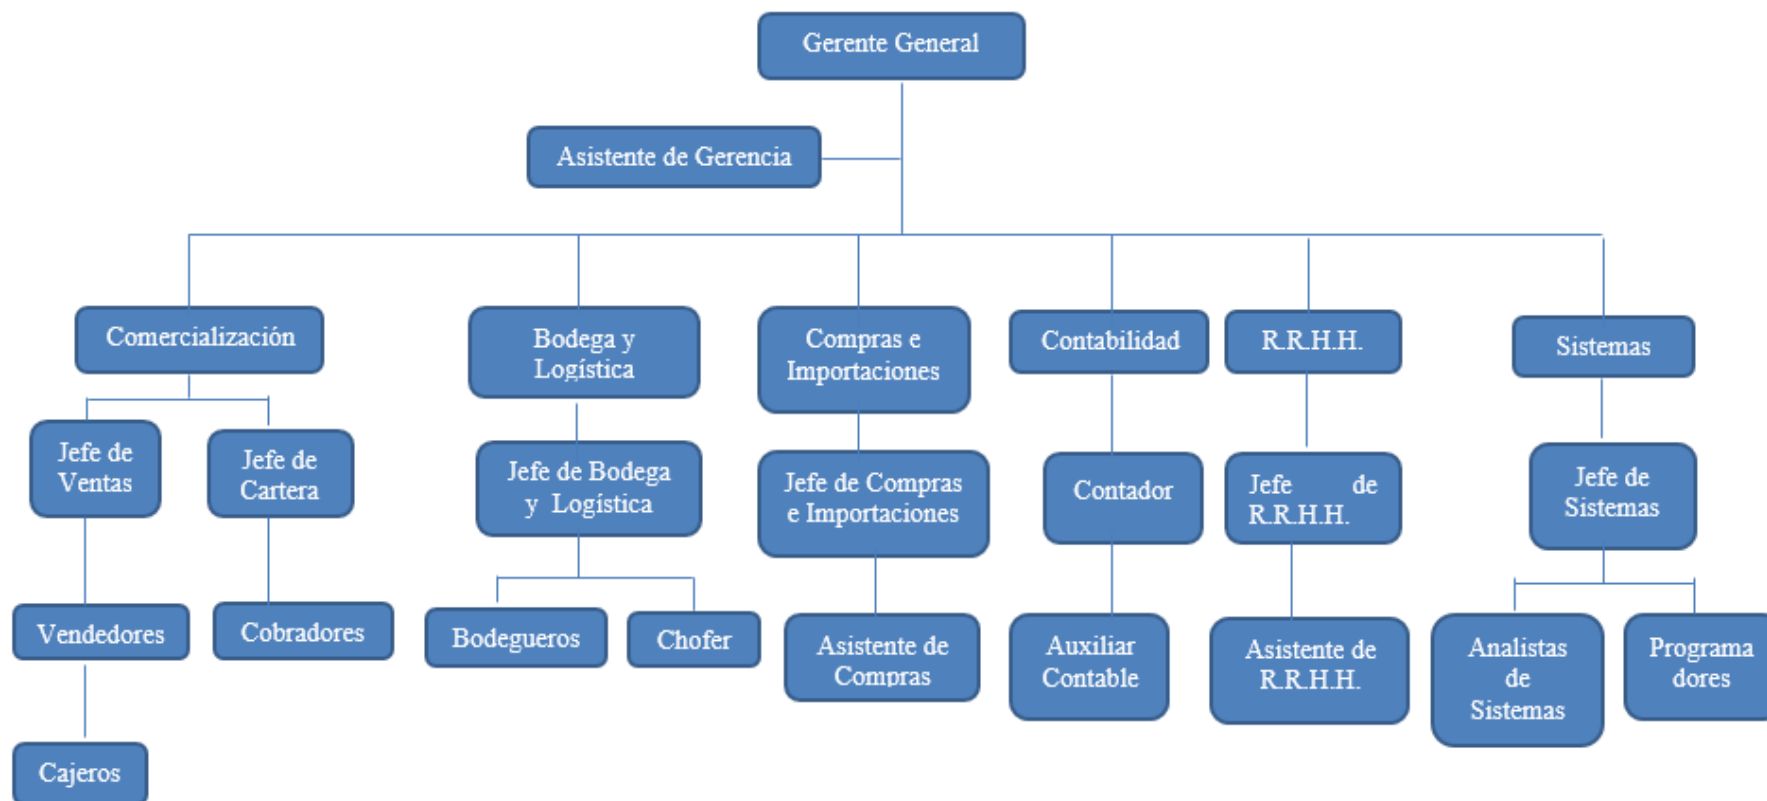 Gerente General
Asistente de Gerencia
Comercialización
Bodega y
Logística
Compras e
Importaciones
Contabilidad
R.R.H.H.
Sistemas
Jefe de
Ventas
Jefe de
Cartera
Jefe de Bodega
y Logística
Jefe de Compras
e Importaciones
Contador
Jefe de
R.R.H.H.
Jefe de
Sistemas
Vendedores
Cobradores
Bodegueros
Chofer
Asistente de
Compras
Auxiliar
Contable
Asistente de
R.R.H.H.
Analistas
de
Sistemas
Programa
dores
Cajeros